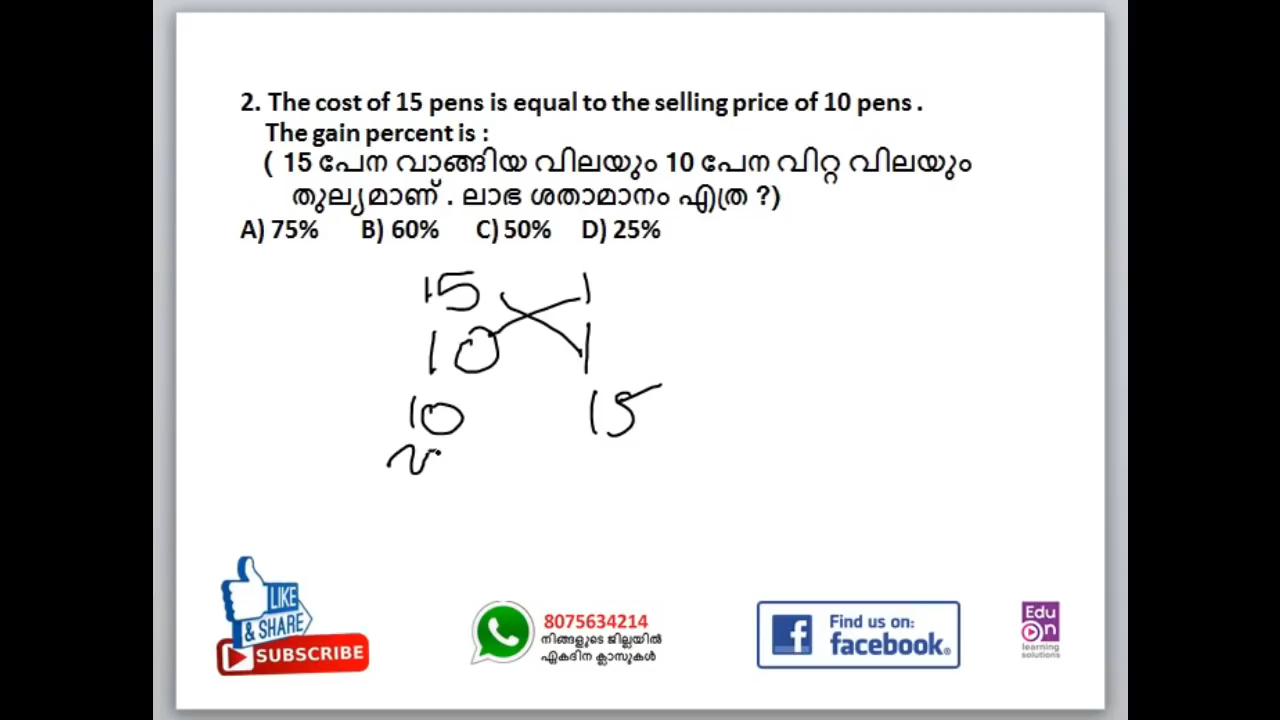 2. The cost of 15 pens is equal to the selling price of 10 pens .
The gain percent is :
( 15 പേന വാങ്ങിയ വിലയും 10 പേന വിറ്റ വിലയും
തുല്യമാണ് . ലാഭ ശതാമാനം എത്ര ?)
A) 75% B) 60% C) 50% D) 25%
15 1
10 1
10 15
LIKE
& SHARE
SUBSCRIBE
8075634214
നിങ്ങളുടെ ജില്ലയിൽ
ഏകദിന ക്ലാസുകൾ
Find us on:
facebook®
Edu
On
learning
solutions